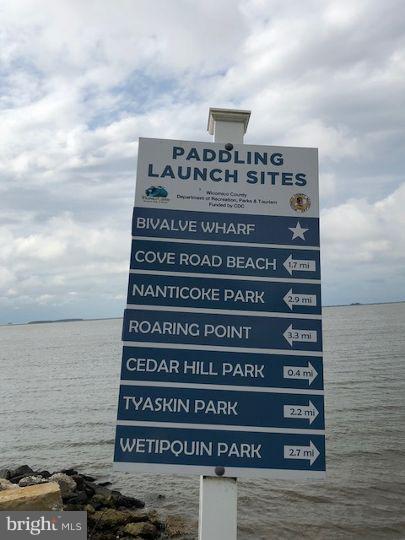 PADDLING
LAUNCH SITES
Wicomico County
Department of Recreation, Parks & Tourism
Funded by CDC
BIVALVE WHARF
COVE ROAD BEACH 1.7 mi
NANTICOKE PARK 2.9 mi
ROARING POINT 3.3 mi
CEDAR HILL PARK 0.4 mi
TYASKIN PARK 2.2 mi
WETIPQUIN PARK 2.7 mi
bright MLS